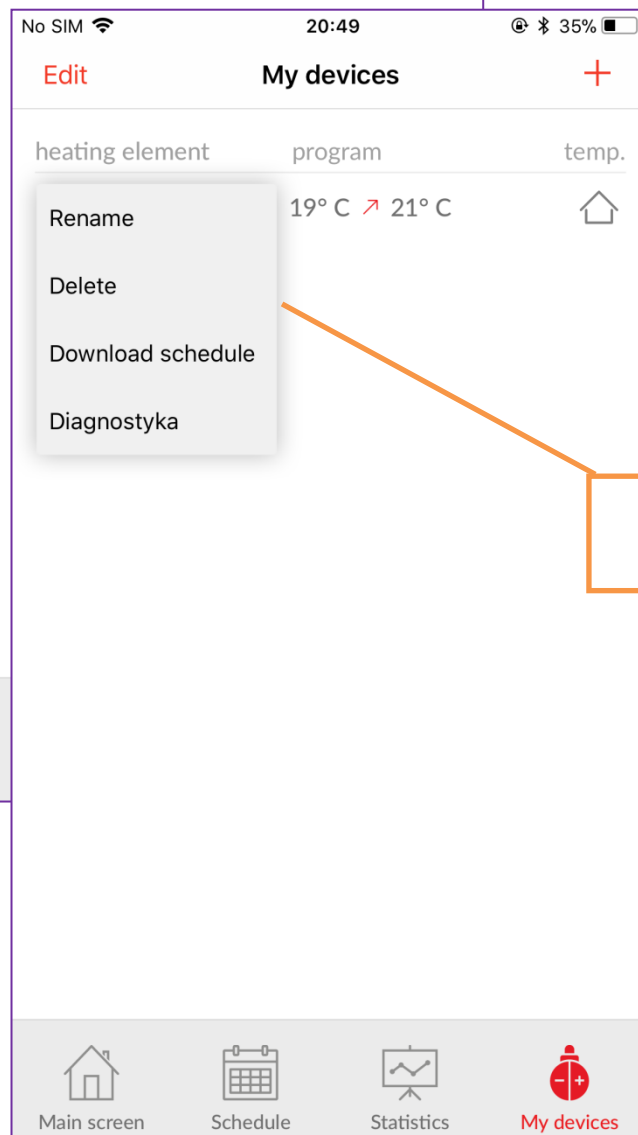 No SIM 20:49 35%
Edit My devices +
heating element program temp.
19° C ↗ 21° C
Rename
Delete
Download schedule
Diagnostyka
Main screen Schedule Statistics My devices